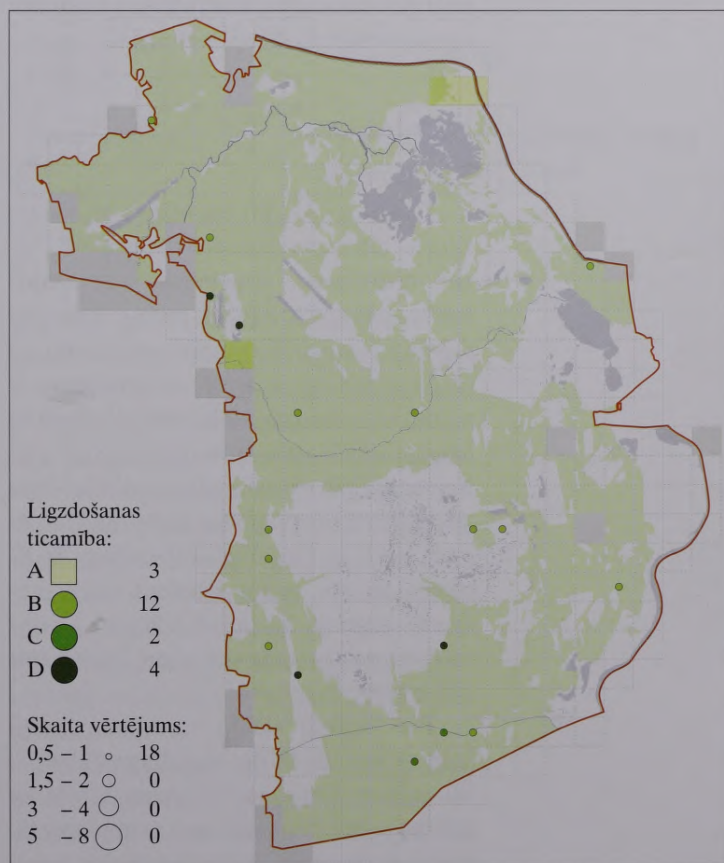 Ligzdošanas
ticamība:
A 3
B 12
C 2
D 4
Skaita vērtējums:
0,5 – 1 18
1,5 – 2 0
3 – 4 0
5 – 8 0